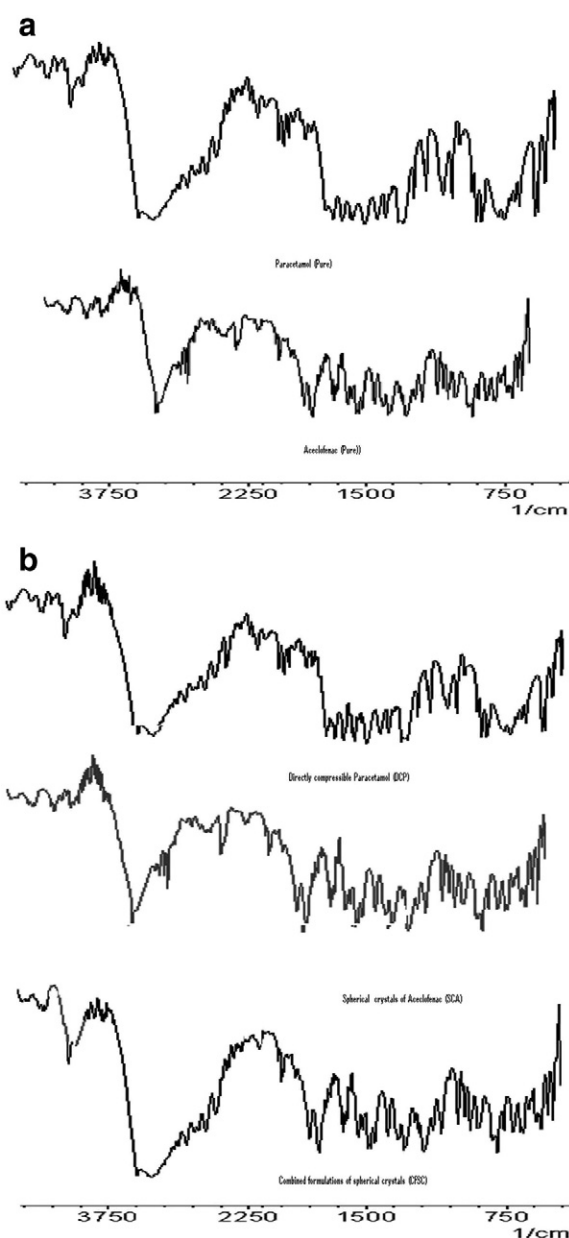 a
Paracetamol (Pure)
Aceclofenac (Pure))
3750 2250 1500 750
1/cm
b
Directly compressible Paracetamol (DCP)
Spherical crystals of Aceclofenac (SCA)
Combined formulations of spherical crystals (CFSC)
3750 2250 1500 750
1/cm